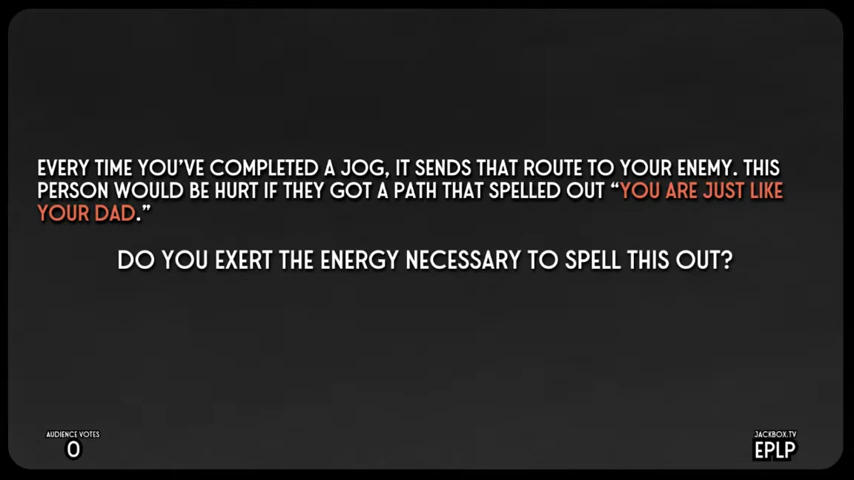 EVERY TIME YOU'VE COMPLETED A JOG, IT SENDS THAT ROUTE TO YOUR ENEMY. THIS
PERSON WOULD BE HURT IF THEY GOT A PATH THAT SPELLED OUT “YOU ARE JUST LIKE
YOUR DAD.”
DO YOU EXERT THE ENERGY NECESSARY TO SPELL THIS OUT?
AUDIENCE VOTES
0
JACKBOX.TV
EPLP